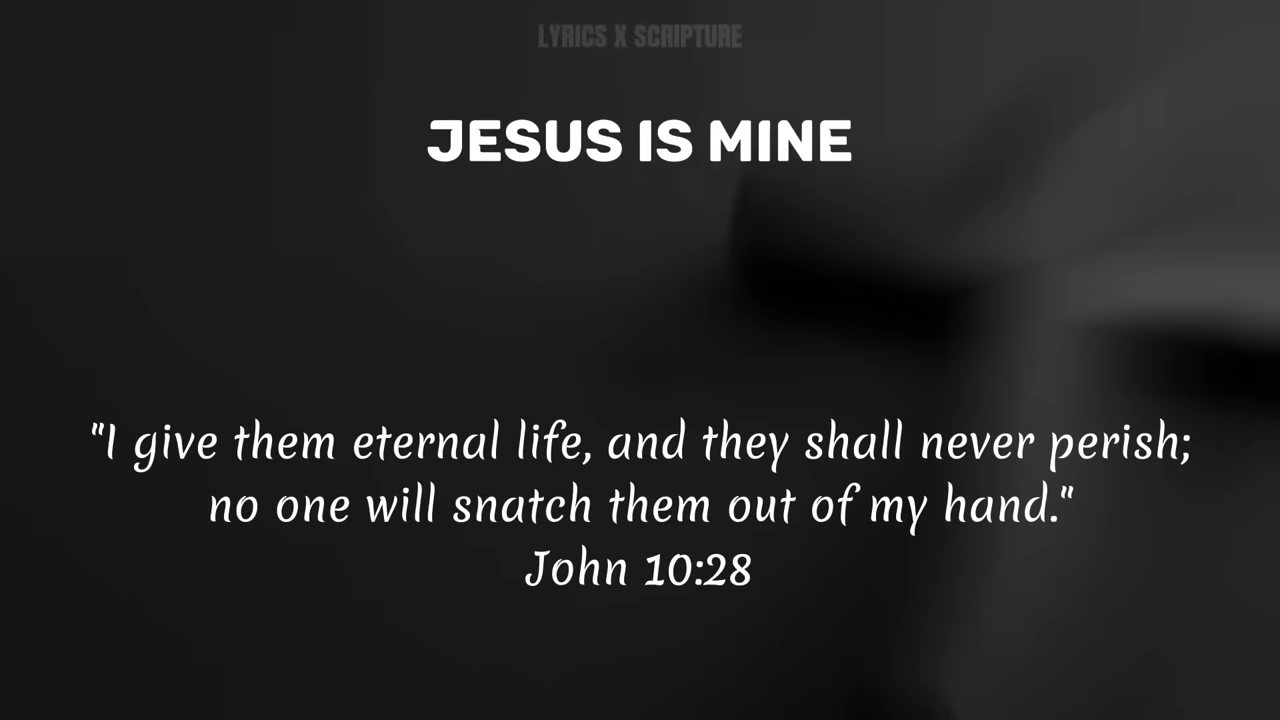 LYRICS X SCRIPTURE
JESUS IS MINE
"I give them eternal life, and they shall never perish;
no one will snatch them out of my hand."
John 10:28